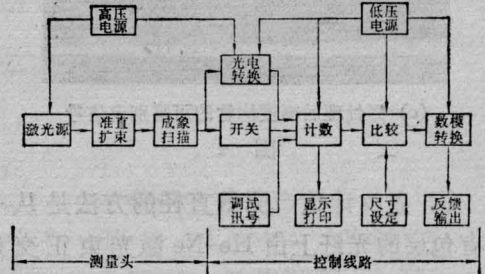 高压
电源
低压
电源
光电
转换
激光源
准直
扩束
成象
扫描
开关
计数
比较
数模
转换
调试
讯号
显示
打印
尺寸
设定
反馈
输出
测量头
控制线路